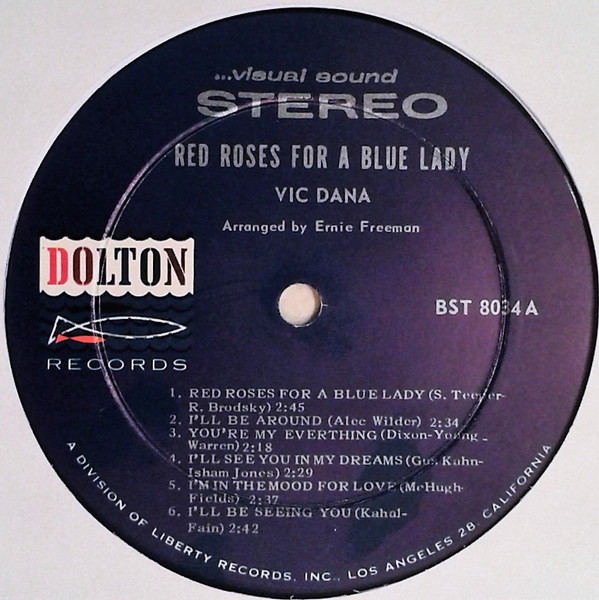 ...visual sound
STEREO
RED ROSES FOR A BLUE LADY
VIC DANA
Arranged by Ernie Freeman
DOLTON
RECORDS
BST 8034 A
1. RED ROSES FOR A BLUE LADY (S. Tepper-
R. Brodsky) 2:45
2. I'LL BE AROUND (Alec Wilder) 2:34
3. YOU'RE MY EVERTHING (Dixon-Young-
Warren) 2:18
4. I'LL SEE YOU IN MY DREAMS (Gus Kahn-
Isham Jones) 2:29
5. I'M IN THE MOOD FOR LOVE (McHugh-
Fields) 2:37
6. I'LL BE SEEING YOU (Kahal-
Fain) 2:42
A DIVISION OF LIBERTY RECORDS, INC., LOS ANGELES 28, CALIFORNIA